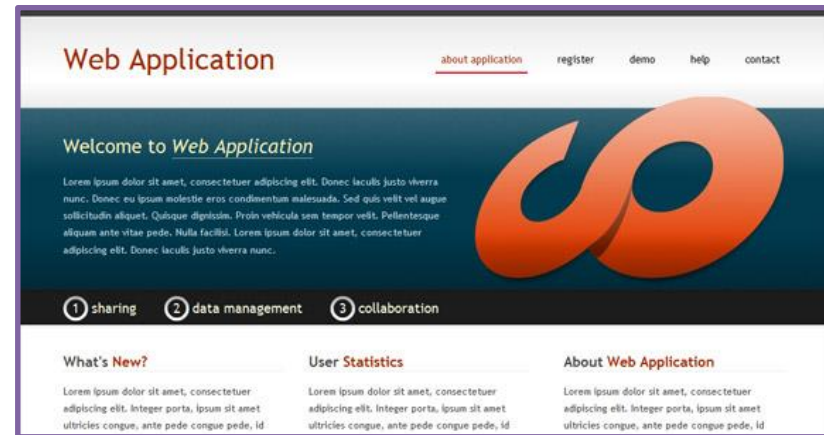 Web Application
about application register demo help contact
Welcome to Web Application
Lorem ipsum dolor sit amet, consectetuer adipiscing elit. Donec iaculis justo viverra
nunc. Donec eu ipsum molestie eros condimentum malesuada. Sed quis velit vel augue
sollicitudin aliquet. Quisque dignissim. Proin vehicula sem tempor velit. Pellentesque
aliquam ante vitae pede. Nulla facilisi. Lorem ipsum dolor sit amet, consectetuer
adipiscing elit. Donec iaculis justo viverra nunc.
1 sharing 2 data management 3 collaboration
What's New?
Lorem ipsum dolor sit amet, consectetuer
adipiscing elit. Integer porta, ipsum sit amet
ultricies congue, ante pede congue pede, id
User Statistics
Lorem ipsum dolor sit amet, consectetuer
adipiscing elit. Integer porta, ipsum sit amet
ultricies congue, ante pede congue pede, id
About Web Application
Lorem ipsum dolor sit amet, consectetuer
adipiscing elit. Integer porta, ipsum sit amet
ultricies congue, ante pede congue pede, id